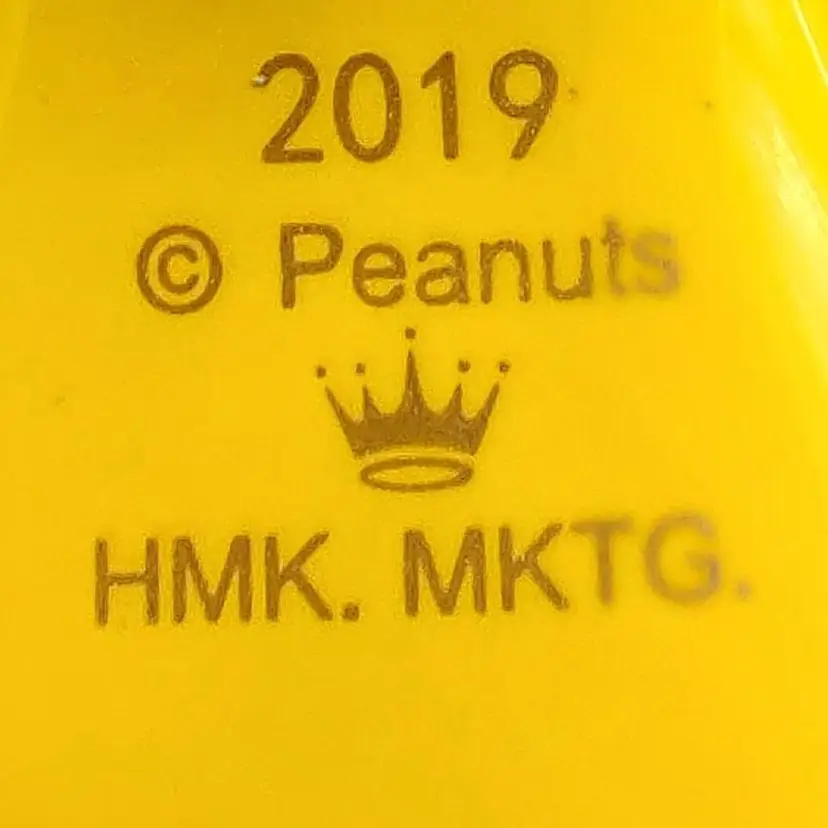 2019
© Peanuts
HMK. MKTG.